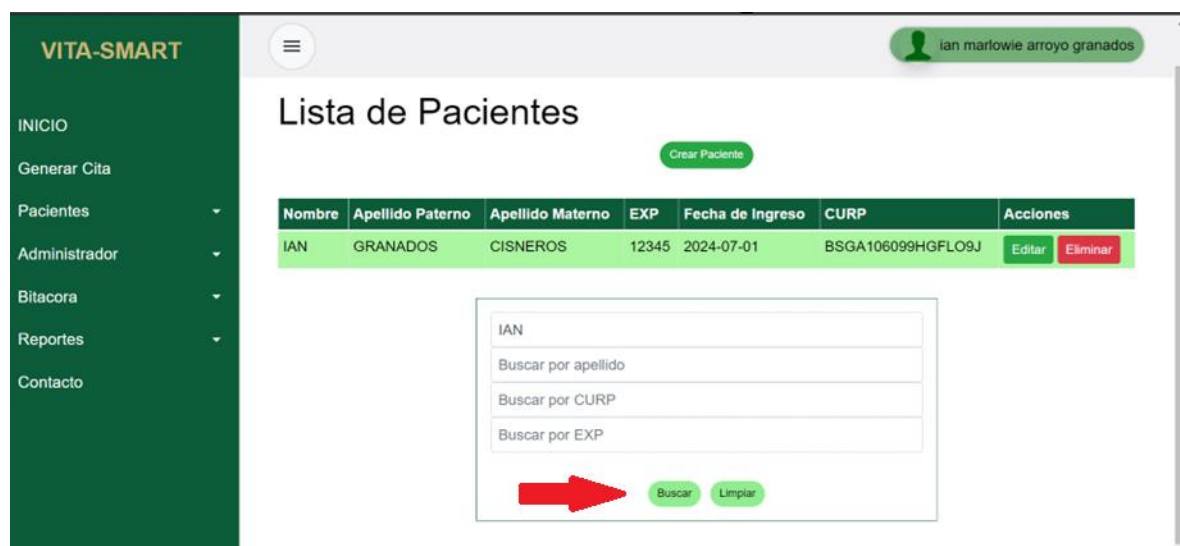 VITA-SMART
ian marlowie arroyo granados
INICIO
Generar Cita
Pacientes
Administrador
Bitacora
Reportes
Contacto
Lista de Pacientes
Crear Paciente
Nombre Apellido Paterno Apellido Materno EXP Fecha de Ingreso CURP Acciones
IAN GRANADOS CISNEROS 12345 2024-07-01 BSGA106099HGFLO9J Editar Eliminar
IAN
Buscar por apellido
Buscar por CURP
Buscar por EXP
Buscar Limpiar